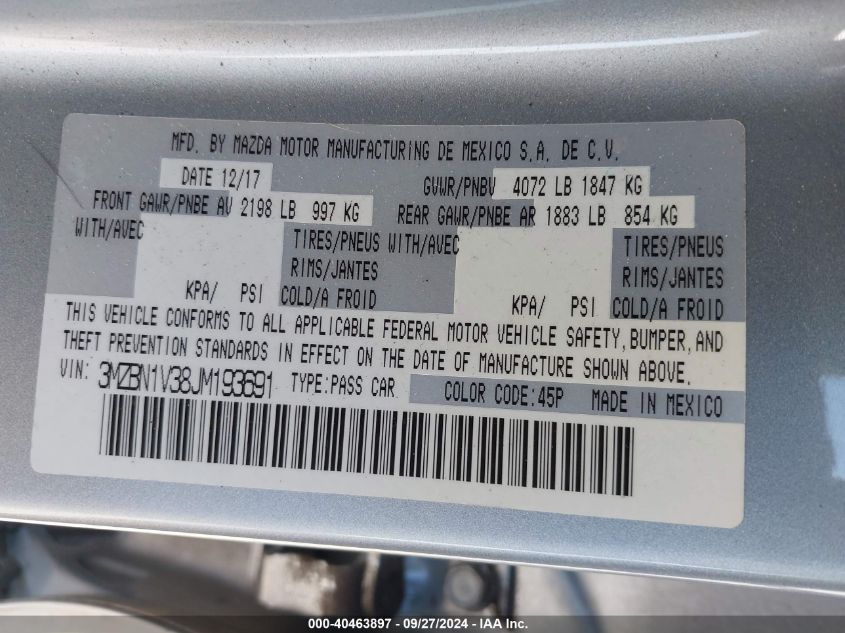 MFD. BY MAZDA MOTOR MANUFACTURING DE MEXICO S.A. DE C.V.
DATE 12/17 GVWR/PNBV 4072 LB 1847 KG
FRONT GAWR/PNBE AV 2198 LB 997 KG REAR GAWR/PNBE AR 1883 LB 854 KG
WITH/AVEC TIRES/PNEUS WITH/AVEC TIRES/PNEUS
RIMS/JANTES RIMS/JANTES
KPA/ PSI COLD/A FROID KPA/ PSI COLD/A FROID
THIS VEHICLE CONFORMS TO ALL APPLICABLE FEDERAL MOTOR VEHICLE SAFETY, BUMPER, AND
THEFT PREVENTION STANDARDS IN EFFECT ON THE DATE OF MANUFACTURE SHOWN ABOVE.
VIN: 3MZBN1V38JM193691 TYPE:PASS CAR COLOR CODE:45P MADE IN MEXICO
000-40463897 - 09/27/2024 - IAA Inc.